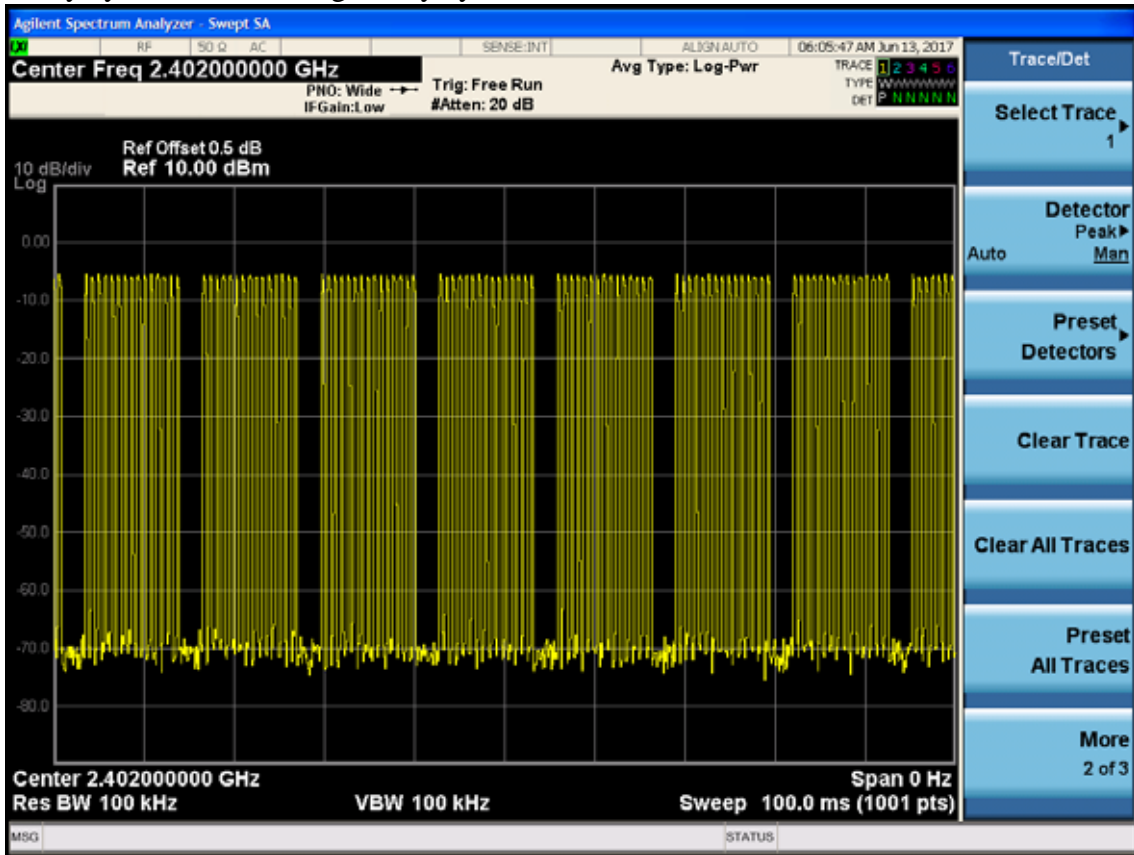 Agilent Spectrum Analyzer - Swept SA
RF 50 Ω AC SENSE:INT ALIGN AUTO 06:05:47 AM Jun 13, 2017
Center Freq 2.402000000 GHz
PNO: Wide
IFGain:Low
Trig: Free Run
#Atten: 20 dB
Avg Type: Log-Pwr
TRACE 1 2 3 4 5 6
TYPE WWWWWW
DET P N N N N N
Ref Offset 0.5 dB
10 dB/div Ref 10.00 dBm
Log
0.00
-10.0
-20.0
-30.0
-40.0
-50.0
-60.0
-70.0
-80.0
Center 2.402000000 GHz Span 0 Hz
Res BW 100 kHz VBW 100 kHz Sweep 100.0 ms (1001 pts)
MSG STATUS
Trace/Det
Select Trace
1
Detector
Peak
Auto Man
Preset
Detectors
Clear Trace
Clear All Traces
Preset
All Traces
More
2 of 3